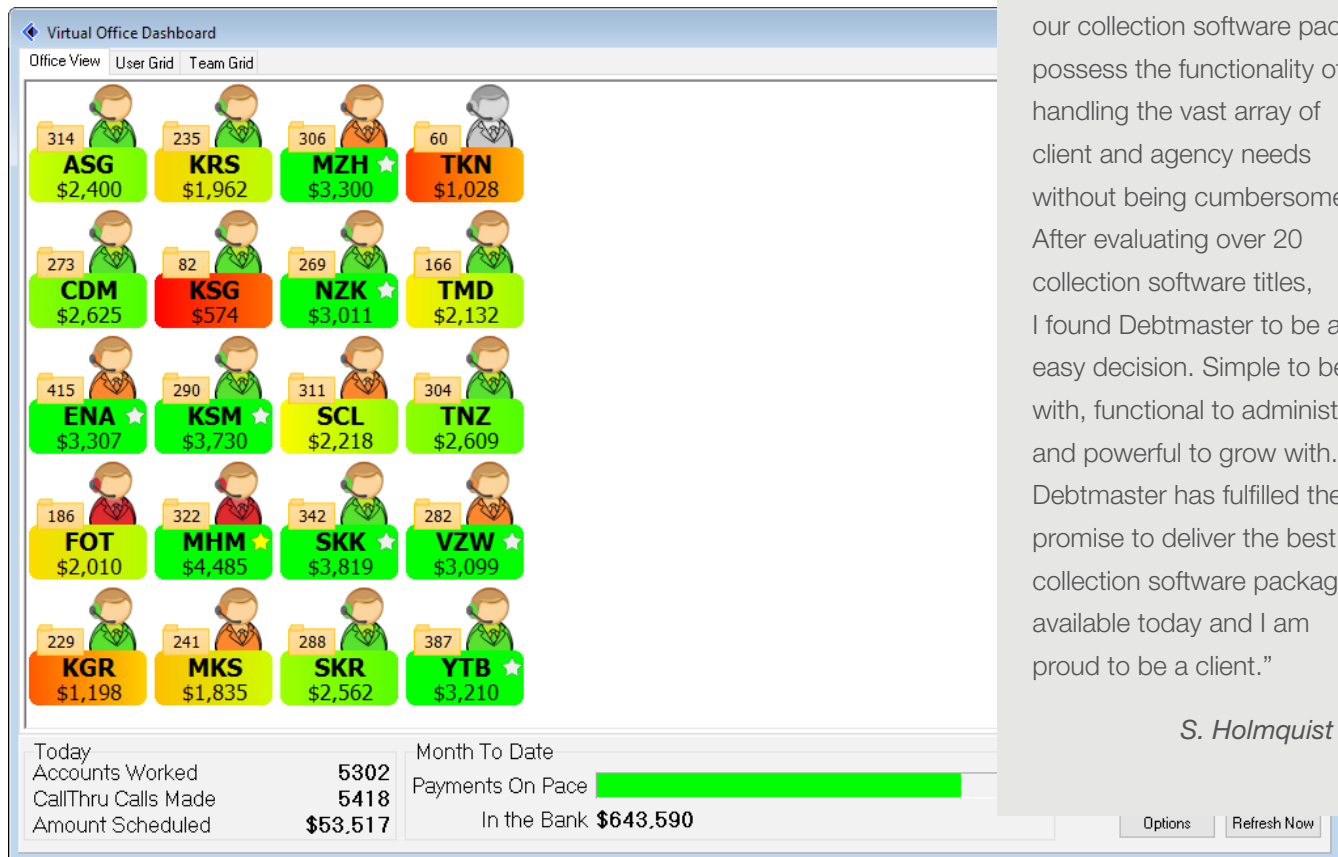 Virtual Office Dashboard
Office View User Grid Team Grid
314 235 306 60
ASG KRS MZH TKN
$2,400 $1,962 $3,300 $1,028
273 82 269 166
CDM KSG NZK TMD
$2,625 $574 $3,011 $2,132
415 290 311 304
ENA KSM SCL TNZ
$3,307 $3,730 $2,218 $2,609
186 322 342 282
FOT MHM SKK VZW
$2,010 $4,485 $3,819 $3,099
229 241 288 387
KGR MKS SKR YTB
$1,198 $1,835 $2,562 $3,210
Today
Accounts Worked 5302
CallThru Calls Made 5418
Amount Scheduled $53,517
Month To Date
Payments On Pace
In the Bank $643,590
Options Refresh Now
our collection software
possess the functionality
handling the vast array of
client and agency needs
without being
After evaluating over 20
collection software titles,
I found Debtmaster to be
easy decision. Simple to
with, functional to
and powerful to grow with.
Debtmaster has fulfilled
promise to deliver the best
collection software
available today and I am
proud to be a client.”
S. Holmquist